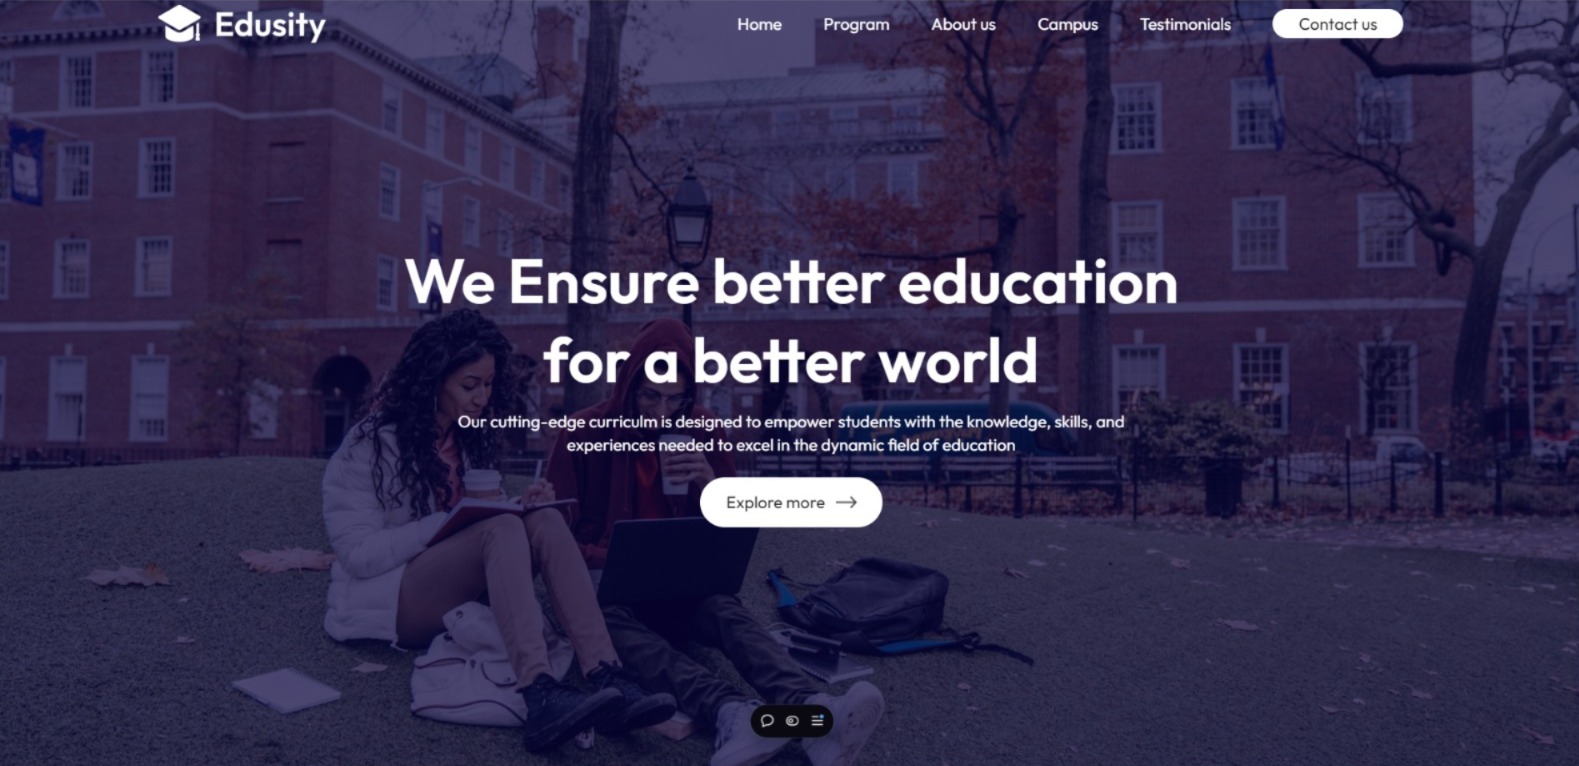 Edusity
Home Program About us Campus Testimonials Contact us
We Ensure better education
for a better world
Our cutting-edge curriculm is designed to empower students with the knowledge, skills, and
experiences needed to excel in the dynamic field of education
Explore more